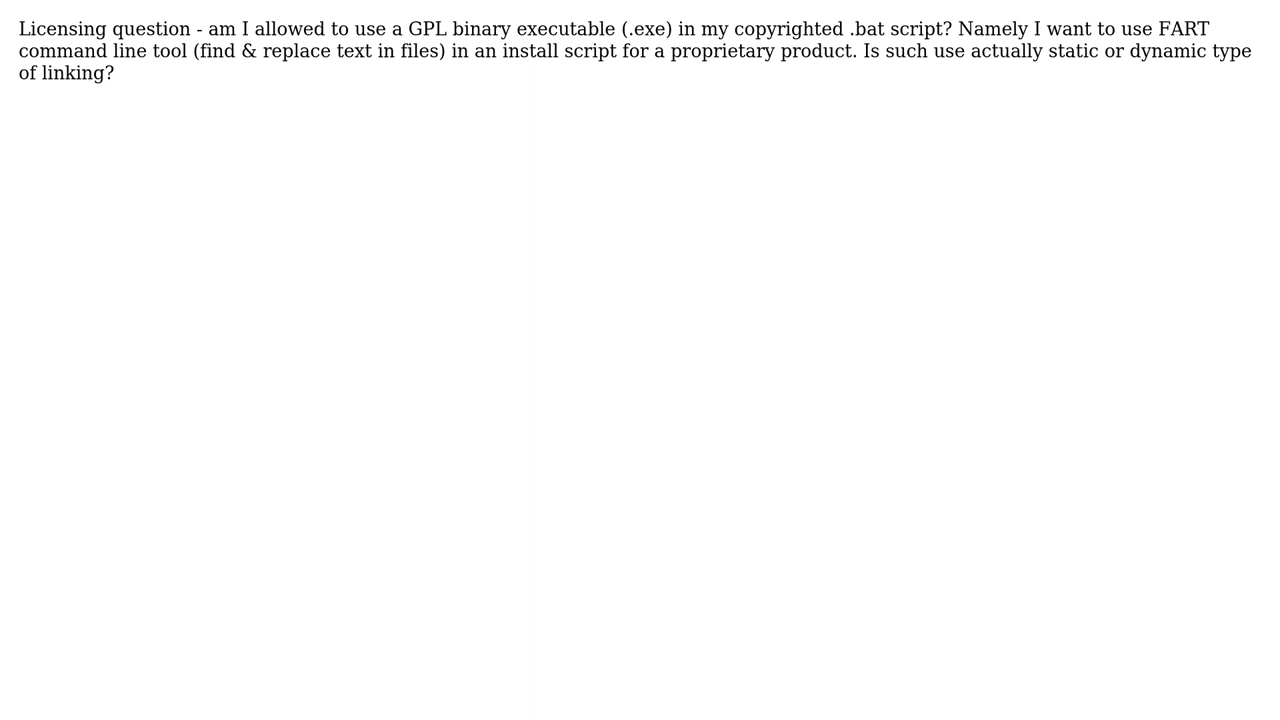 Licensing question - am I allowed to use a GPL binary executable (.exe) in my copyrighted .bat script? Namely I want to use FART
command line tool (find & replace text in files) in an install script for a proprietary product. Is such use actually static or dynamic type
of linking?